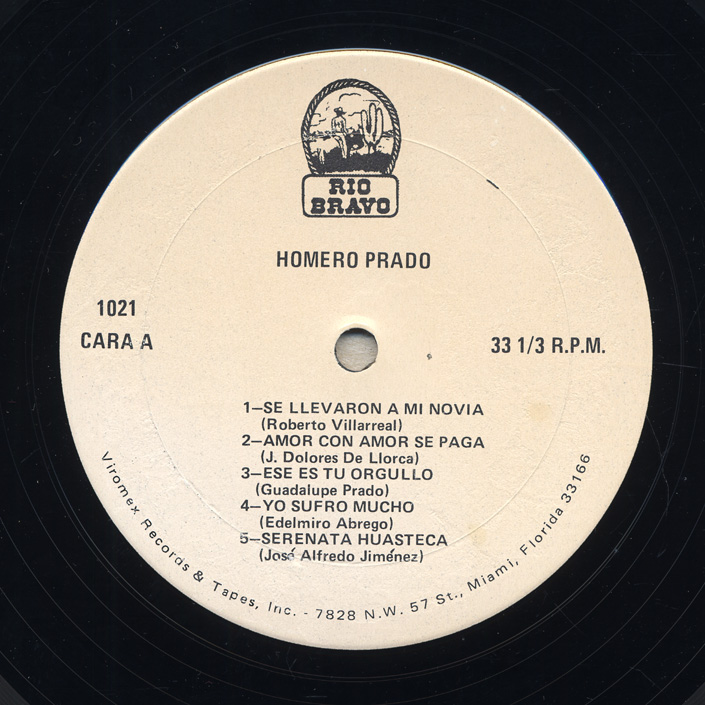 RIO
BRAVO
HOMERO PRADO
1021
CARA A
33 1/3 R.P.M.
1—SE LLEVARON A MI NOVIA
(Roberto Villarreal)
2—AMOR CON AMOR SE PAGA
(J. Dolores De Llorca)
3—ESE ES TU ORGULLO
(Guadalupe Prado)
4—YO SUFRO MUCHO
(Edelmiro Abrego)
5—SERENATA HUASTECA
(José Alfredo Jiménez)
Viromex Records & Tapes, Inc. - 7828 N.W. 57 St., Miami, Florida 33166